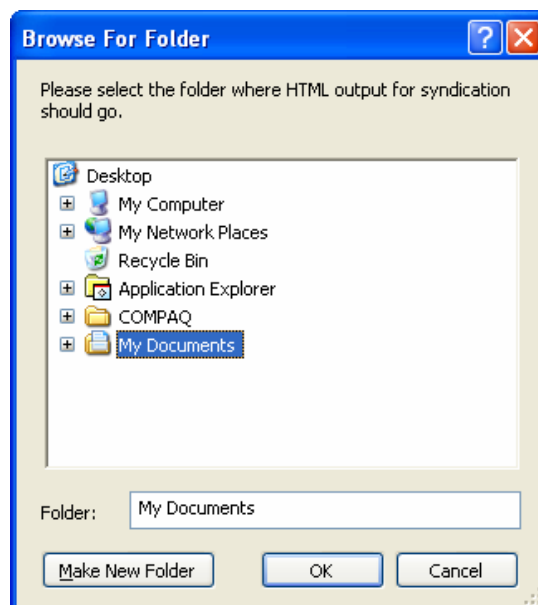 Browse For Folder
Please select the folder where HTML output for syndication
should go.
Desktop
My Computer
My Network Places
Recycle Bin
Application Explorer
COMPAQ
My Documents
Folder: My Documents
Make New Folder OK Cancel